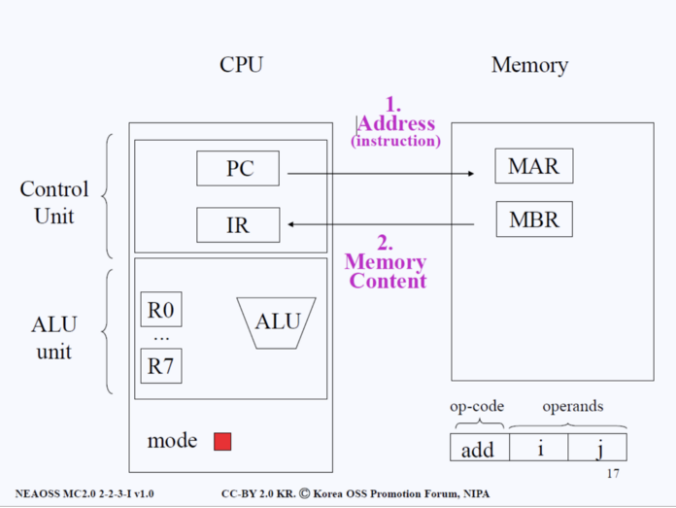 CPU
Memory
1.
Address
(instruction)
PC
MAR
Control
Unit
IR
MBR
2.
Memory
Content
R0
ALU
ALU
unit
...
R7
op-code
operands
mode
add
i
j
17
NEAOSS MC2.0 2-2-3-I v1.0
CC-BY 2.0 KR. Ⓒ Korea OSS Promotion Forum, NIPA